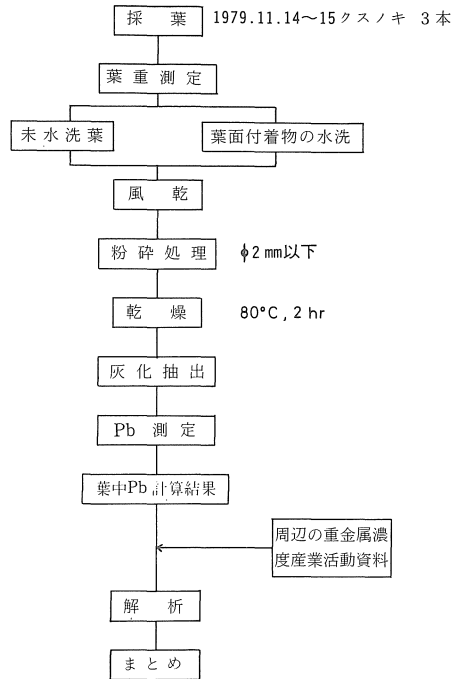 採葉 1979.11.14～15クスノキ 3本
葉重測定
未水洗葉 葉面付着物の水洗
風乾
粉砕処理 φ2mm以下
乾燥 80°C, 2hr
灰化抽出
Pb 測定
葉中Pb計算結果
周辺の重金属濃
度産業活動資料
解析
まとめ